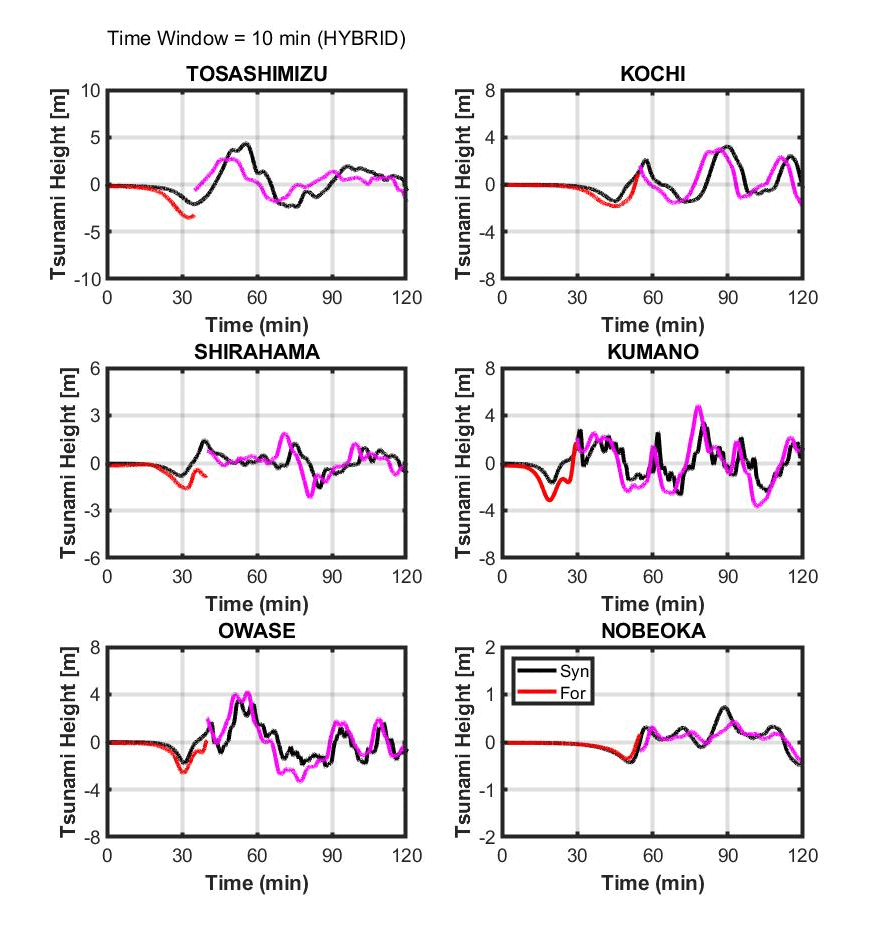 Time Window = 10 min (HYBRID)
TOSASHIMIZU
KOCHI
Tsunami Height [m]
10
5
0
-5
-10
0 30 60 90 120
Time (min)
Tsunami Height [m]
8
4
0
-4
-8
0 30 60 90 120
Time (min)
SHIRAHAMA
KUMANO
Tsunami Height [m]
6
3
0
-3
-6
0 30 60 90 120
Time (min)
Tsunami Height [m]
8
4
0
-4
-8
0 30 60 90 120
Time (min)
OWASE
NOBEOKA
Tsunami Height [m]
8
4
0
-4
-8
0 30 60 90 120
Time (min)
Tsunami Height [m]
2
1
0
-1
-2
Syn
For
0 30 60 90 120
Time (min)